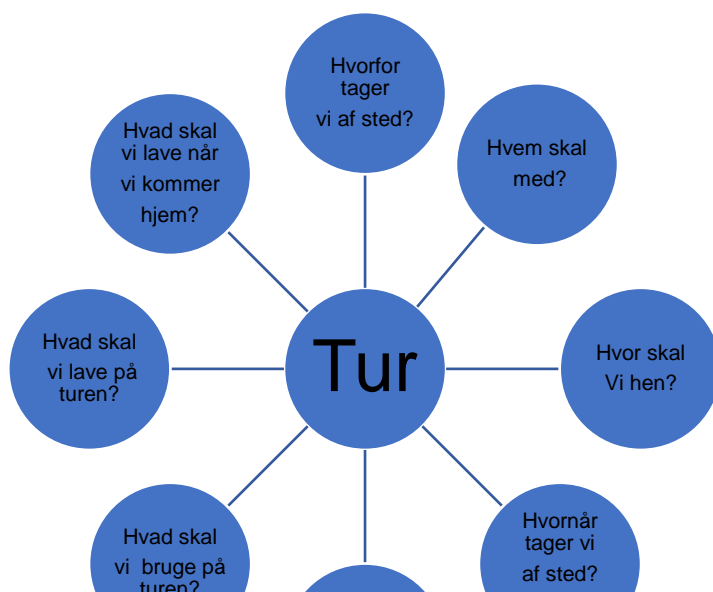 Hvorfor
tager
vi af sted?
Hvem skal
med?
Hvad skal
vi lave når
vi kommer
hjem?
Tur
Hvor skal
Vi hen?
Hvad skal
vi lave på
turen?
Hvornår
tager vi
af sted?
Hvad skal
vi bruge på
turen?